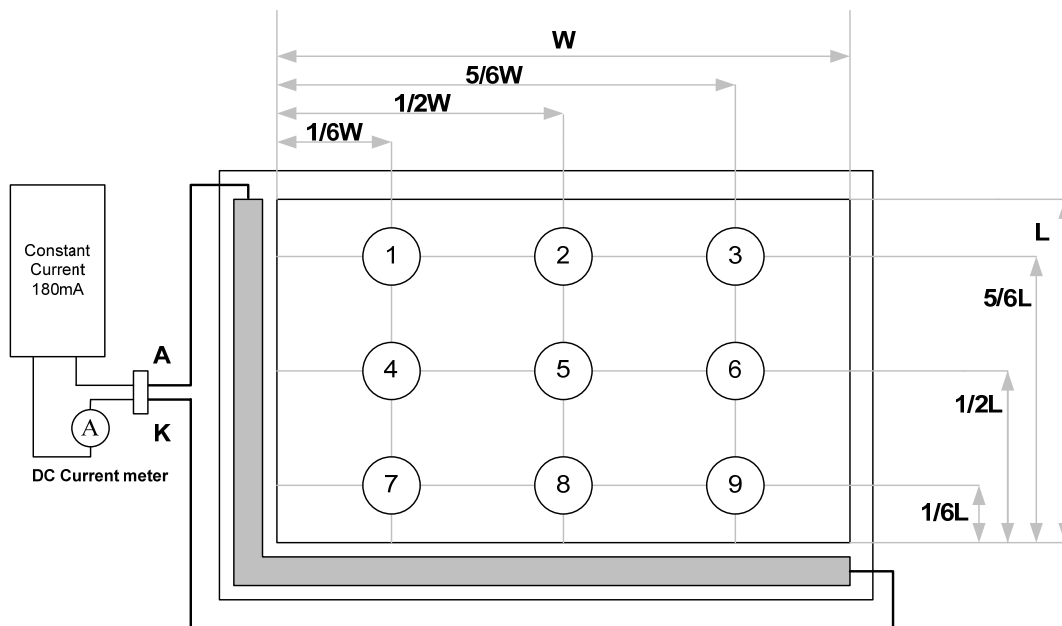 W
5/6W
1/2W
1/6W
L
5/6L
1/2L
1/6L
Constant
Current
180mA
A
K
A
DC Current meter
1
2
3
4
5
6
7
8
9